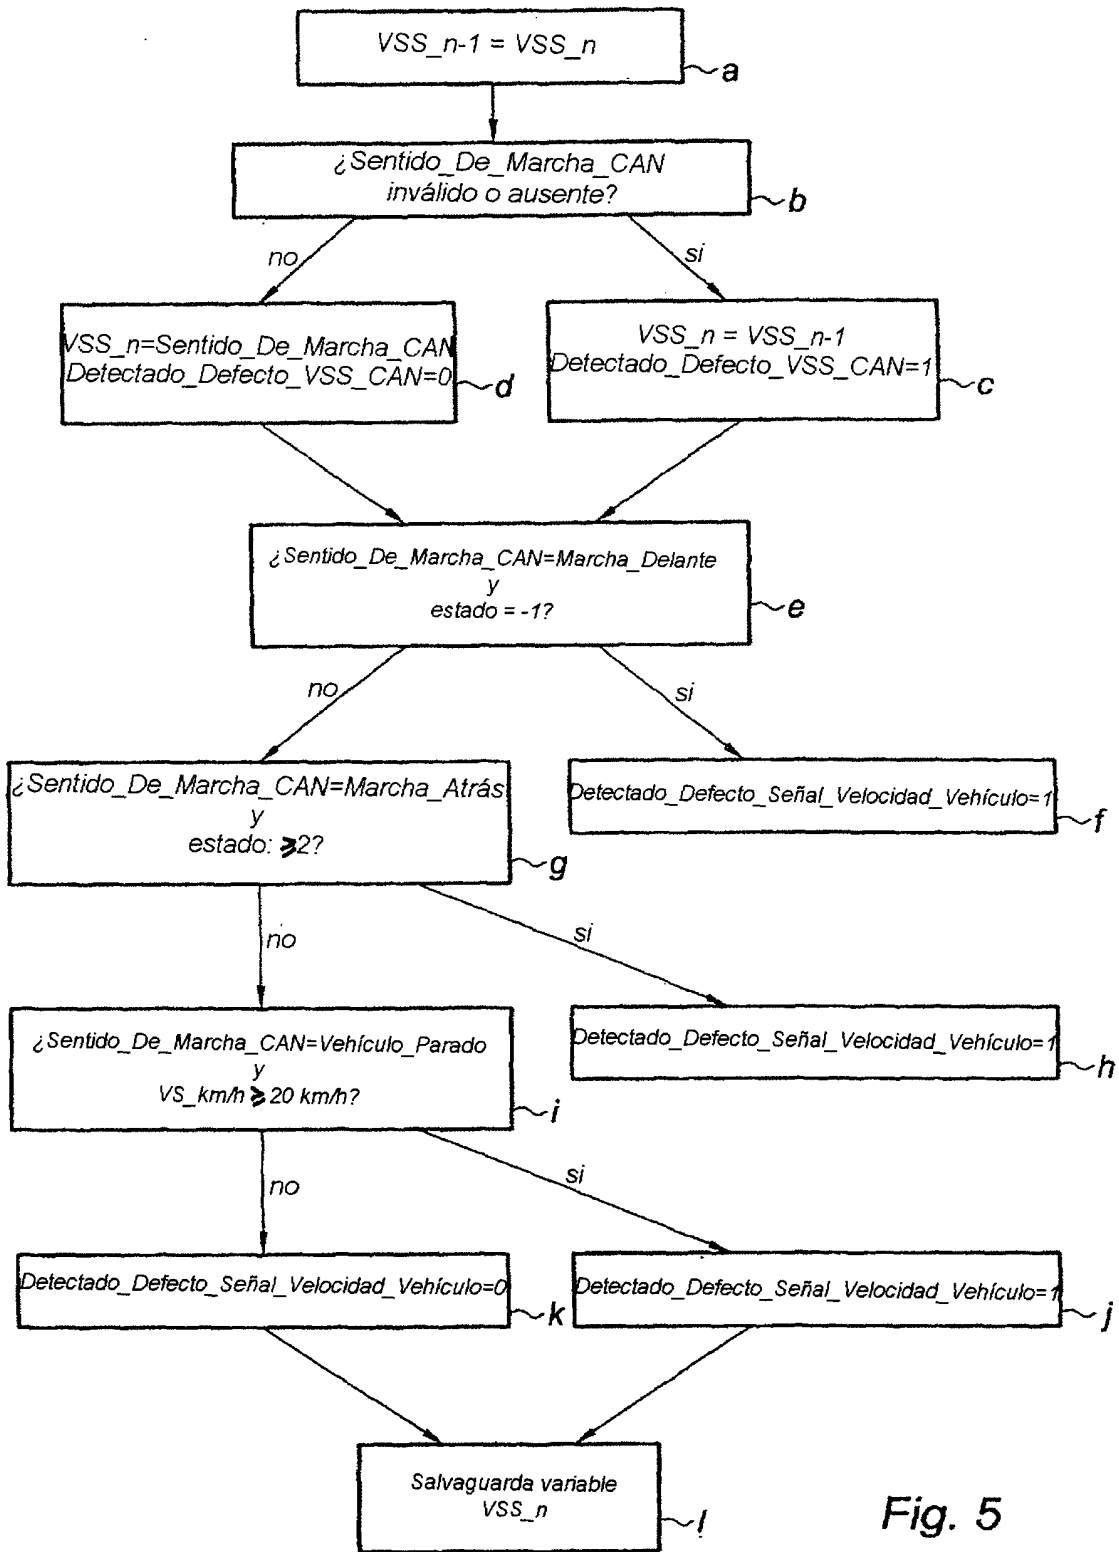 VSS_n-1 = VSS_n
a
¿Sentido_De_Marcha_CAN
inválido o ausente?
b
no
si
VSS_n=Sentido_De_Marcha_CAN
Detectado_Defecto_VSS_CAN=0
d
VSS_n = VSS_n-1
Detectado_Defecto_VSS_CAN=1
c
¿Sentido_De_Marcha_CAN=Marcha_Delante
y
estado = -1?
e
no
si
¿Sentido_De_Marcha_CAN=Marcha_Atrás
y
estado: ≥2?
g
Detectado_Defecto_Señal_Velocidad_Vehículo=1
f
no
si
¿Sentido_De_Marcha_CAN=Vehículo_Parado
y
VS_km/h ≥ 20 km/h?
i
Detectado_Defecto_Señal_Velocidad_Vehículo=1
h
no
si
Detectado_Defecto_Señal_Velocidad_Vehículo=0
k
Detectado_Defecto_Señal_Velocidad_Vehículo=1
j
Salvaguarda variable
VSS_n
l
Fig. 5